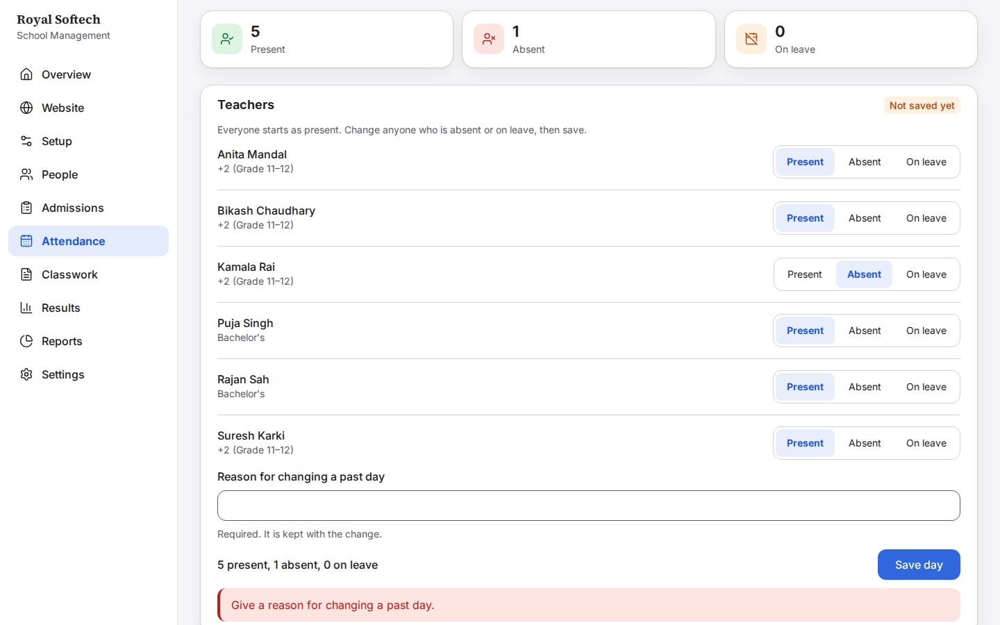 Royal Softech
School Management
Overview
Website
Setup
People
Admissions
Attendance
Classwork
Results
Reports
Settings
5
Present
1
Absent
0
On leave
Teachers
Not saved yet
Everyone starts as present. Change anyone who is absent or on leave, then save.
Anita Mandal
+2 (Grade 11–12)
Present Absent On leave
Bikash Chaudhary
+2 (Grade 11–12)
Present Absent On leave
Kamala Rai
+2 (Grade 11–12)
Present Absent On leave
Puja Singh
Bachelor's
Present Absent On leave
Rajan Sah
Bachelor's
Present Absent On leave
Suresh Karki
+2 (Grade 11–12)
Present Absent On leave
Reason for changing a past day
Required. It is kept with the change.
5 present, 1 absent, 0 on leave
Save day
Give a reason for changing a past day.